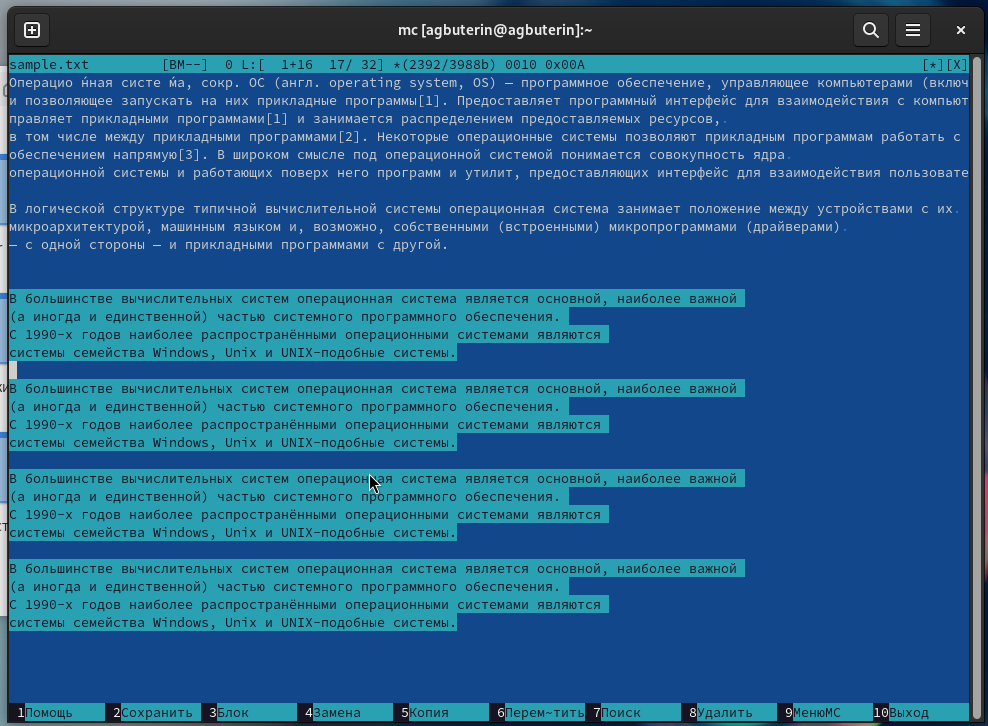 mc [agbuterin@agbuterin]:~
sample.txt [BM--] 0 L:[ 1+16 17/ 32] *(2392/3988b) 0010 0x00A [*][X]
Операцио ́нная систе ́ма, сокр. ОС (англ. operating system, OS) — программное обеспечение, управляющее компьютерами (включ
и позволяющее запускать на них прикладные программы[1]. Предоставляет программный интерфейс для взаимодействия с компьют
правляет прикладными программами[1] и занимается распределением предоставляемых ресурсов,.
в том числе между прикладными программами[2]. Некоторые операционные системы позволяют прикладным программам работать с
обеспечением напрямую[3]. В широком смысле под операционной системой понимается совокупность ядра.
операционной системы и работающих поверх него программ и утилит, предоставляющих интерфейс для взаимодействия пользовате
В логической структуре типичной вычислительной системы операционная система занимает положение между устройствами с их.
микроархитектурой, машинным языком и, возможно, собственными (встроенными) микропрограммами (драйверами).
— с одной стороны — и прикладными программами с другой.
В большинстве вычислительных систем операционная система является основной, наиболее важной
(а иногда и единственной) частью системного программного обеспечения.
С 1990-х годов наиболее распространёнными операционными системами являются
системы семейства Windows, Unix и UNIX-подобные системы.
В большинстве вычислительных систем операционная система является основной, наиболее важной
(а иногда и единственной) частью системного программного обеспечения.
С 1990-х годов наиболее распространёнными операционными системами являются
системы семейства Windows, Unix и UNIX-подобные системы.
В большинстве вычислительных систем операционная система является основной, наиболее важной
(а иногда и единственной) частью системного программного обеспечения.
С 1990-х годов наиболее распространёнными операционными системами являются
системы семейства Windows, Unix и UNIX-подобные системы.
В большинстве вычислительных систем операционная система является основной, наиболее важной
(а иногда и единственной) частью системного программного обеспечения.
С 1990-х годов наиболее распространёнными операционными системами являются
системы семейства Windows, Unix и UNIX-подобные системы.
1Помощь 2Сохранить 3Блок 4Замена 5Копия 6Перем~тить 7Поиск 8Удалить 9МенюМС 10Выход